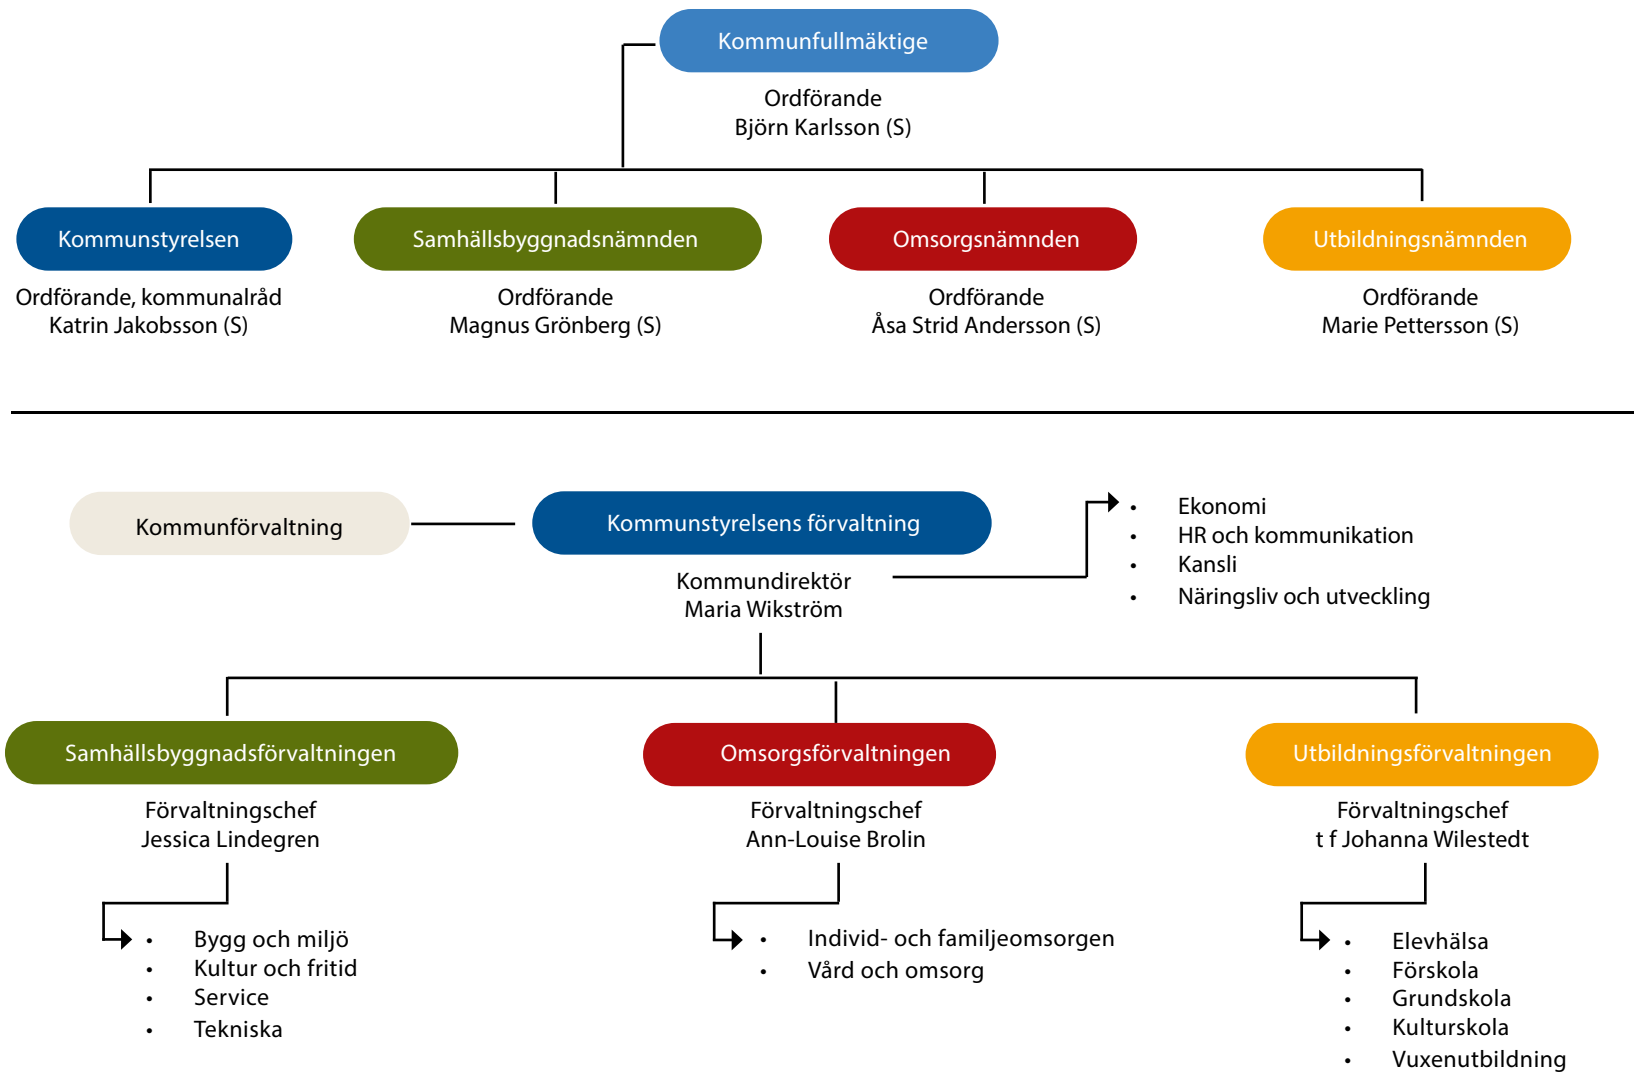 Kommunfullmäktige
Ordförande
Björn Karlsson (S)
Kommunstyrelsen
Ordförande, kommunalråd
Katrin Jakobsson (S)
Samhällsbyggnadsnämnden
Ordförande
Magnus Grönberg (S)
Omsorgsnämnden
Ordförande
Åsa Strid Andersson (S)
Utbildningsnämnden
Ordförande
Marie Pettersson (S)
Kommunförvaltning
Kommunstyrelsens förvaltning
Kommundirektör
Maria Wikström
• Ekonomi
• HR och kommunikation
• Kansli
• Näringsliv och utveckling
Samhällsbyggnadsförvaltningen
Förvaltningschef
Jessica Lindegren
• Bygg och miljö
• Kultur och fritid
• Service
• Tekniska
Omsorgsförvaltningen
Förvaltningschef
Ann-Louise Brolin
• Individ- och familjeomsorgen
• Vård och omsorg
Utbildningsförvaltningen
Förvaltningschef
t f Johanna Wilestedt
• Elevhälsa
• Förskola
• Grundskola
• Kulturskola
• Vuxenutbildning